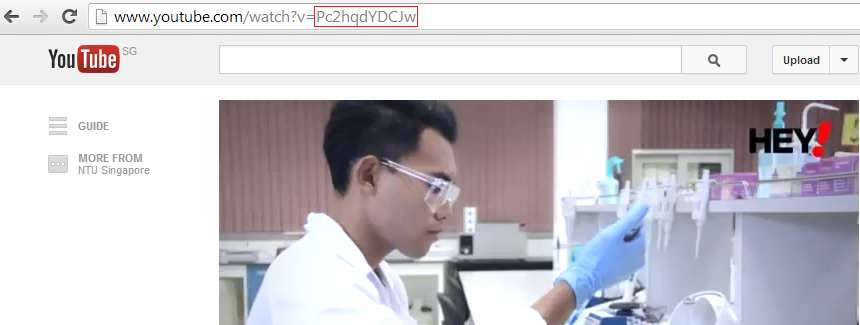 www.youtube.com/watch?v=Pc2hqdYDCJw
YouTube SG
Upload
GUIDE
MORE FROM
NTU Singapore
HEY!